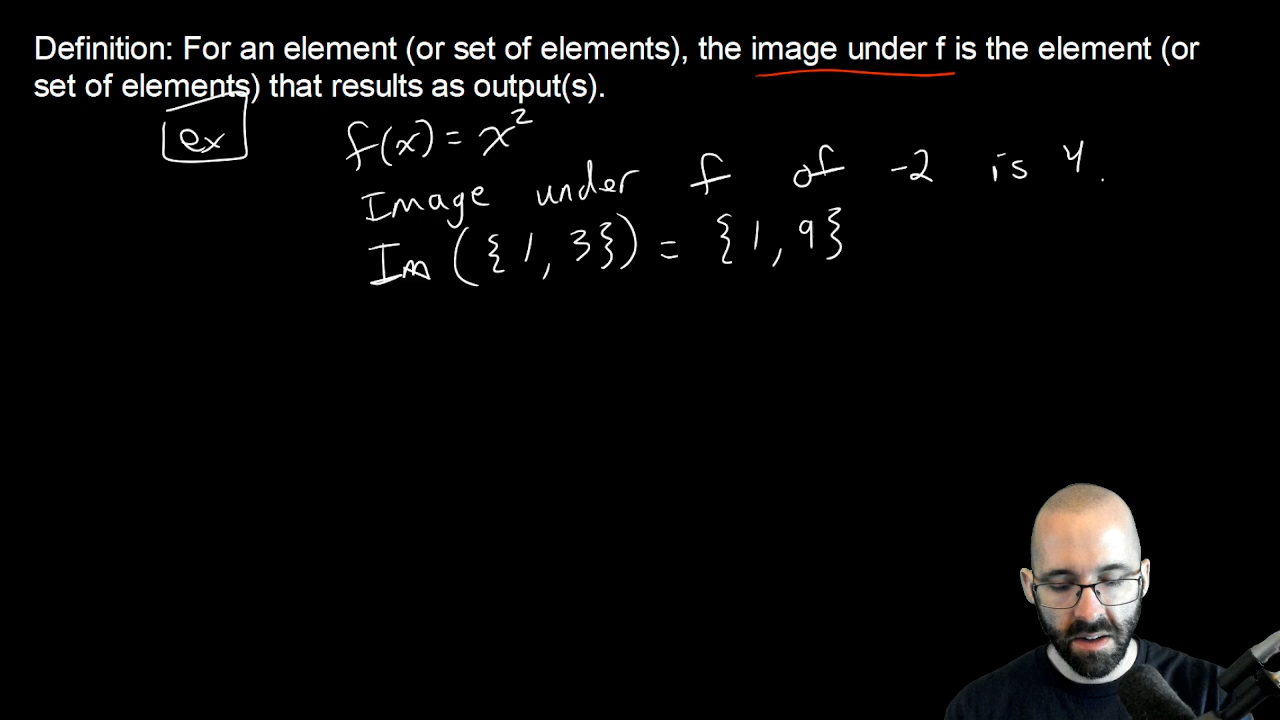 Definition: For an element (or set of elements), the image under f is the element (or
set of elements) that results as output(s).
ex
f(x) = x²
Image under f of -2 is 4.
Im ({1, 3}) = {1, 9}